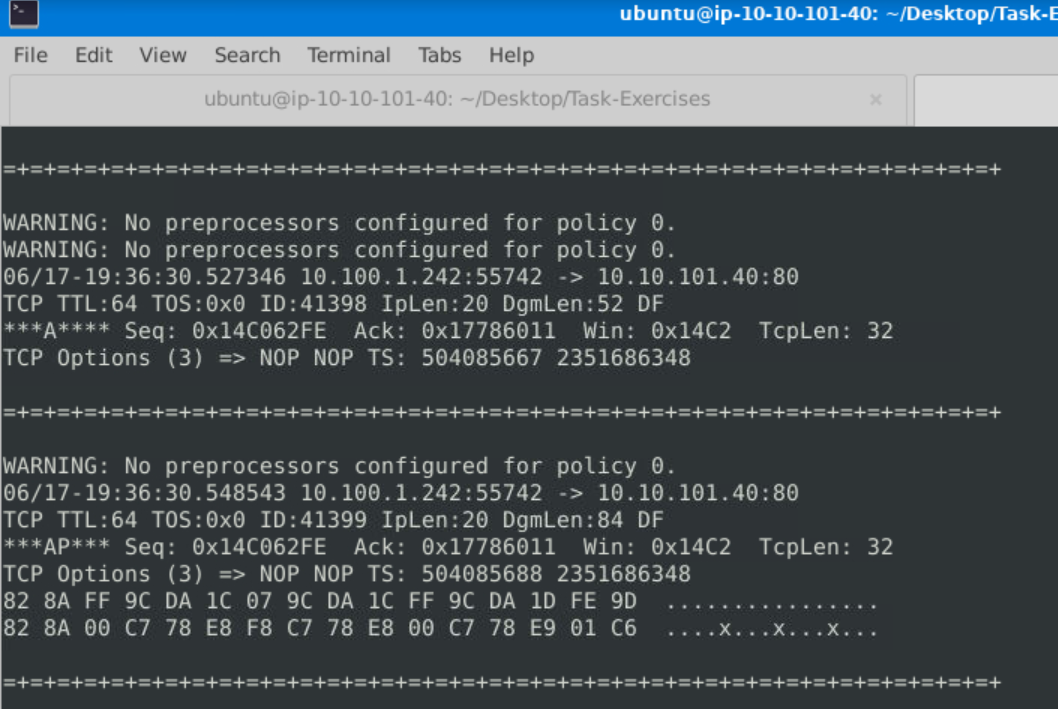 ubuntu@ip-10-10-101-40: ~/Desktop/Task-E
File Edit View Search Terminal Tabs Help
ubuntu@ip-10-10-101-40: ~/Desktop/Task-Exercises ×
=+=+=+=+=+=+=+=+=+=+=+=+=+=+=+=+=+=+=+=+=+=+=+=+=+=+=+=+=+=+=+=+=+=+=+=+=+
WARNING: No preprocessors configured for policy 0.
WARNING: No preprocessors configured for policy 0.
06/17-19:36:30.527346 10.100.1.242:55742 -> 10.10.101.40:80
TCP TTL:64 TOS:0x0 ID:41398 IpLen:20 DgmLen:52 DF
***A**** Seq: 0x14C062FE  Ack: 0x17786011  Win: 0x14C2  TcpLen: 32
TCP Options (3) => NOP NOP TS: 504085667 2351686348
=+=+=+=+=+=+=+=+=+=+=+=+=+=+=+=+=+=+=+=+=+=+=+=+=+=+=+=+=+=+=+=+=+=+=+=+=+
WARNING: No preprocessors configured for policy 0.
06/17-19:36:30.548543 10.100.1.242:55742 -> 10.10.101.40:80
TCP TTL:64 TOS:0x0 ID:41399 IpLen:20 DgmLen:84 DF
***AP*** Seq: 0x14C062FE  Ack: 0x17786011  Win: 0x14C2  TcpLen: 32
TCP Options (3) => NOP NOP TS: 504085688 2351686348
82 8A FF 9C DA 1C 07 9C DA 1C FF 9C DA 1D FE 9D  ................
82 8A 00 C7 78 E8 F8 C7 78 E8 00 C7 78 E9 01 C6  ....x...x...x...
=+=+=+=+=+=+=+=+=+=+=+=+=+=+=+=+=+=+=+=+=+=+=+=+=+=+=+=+=+=+=+=+=+=+=+=+=+